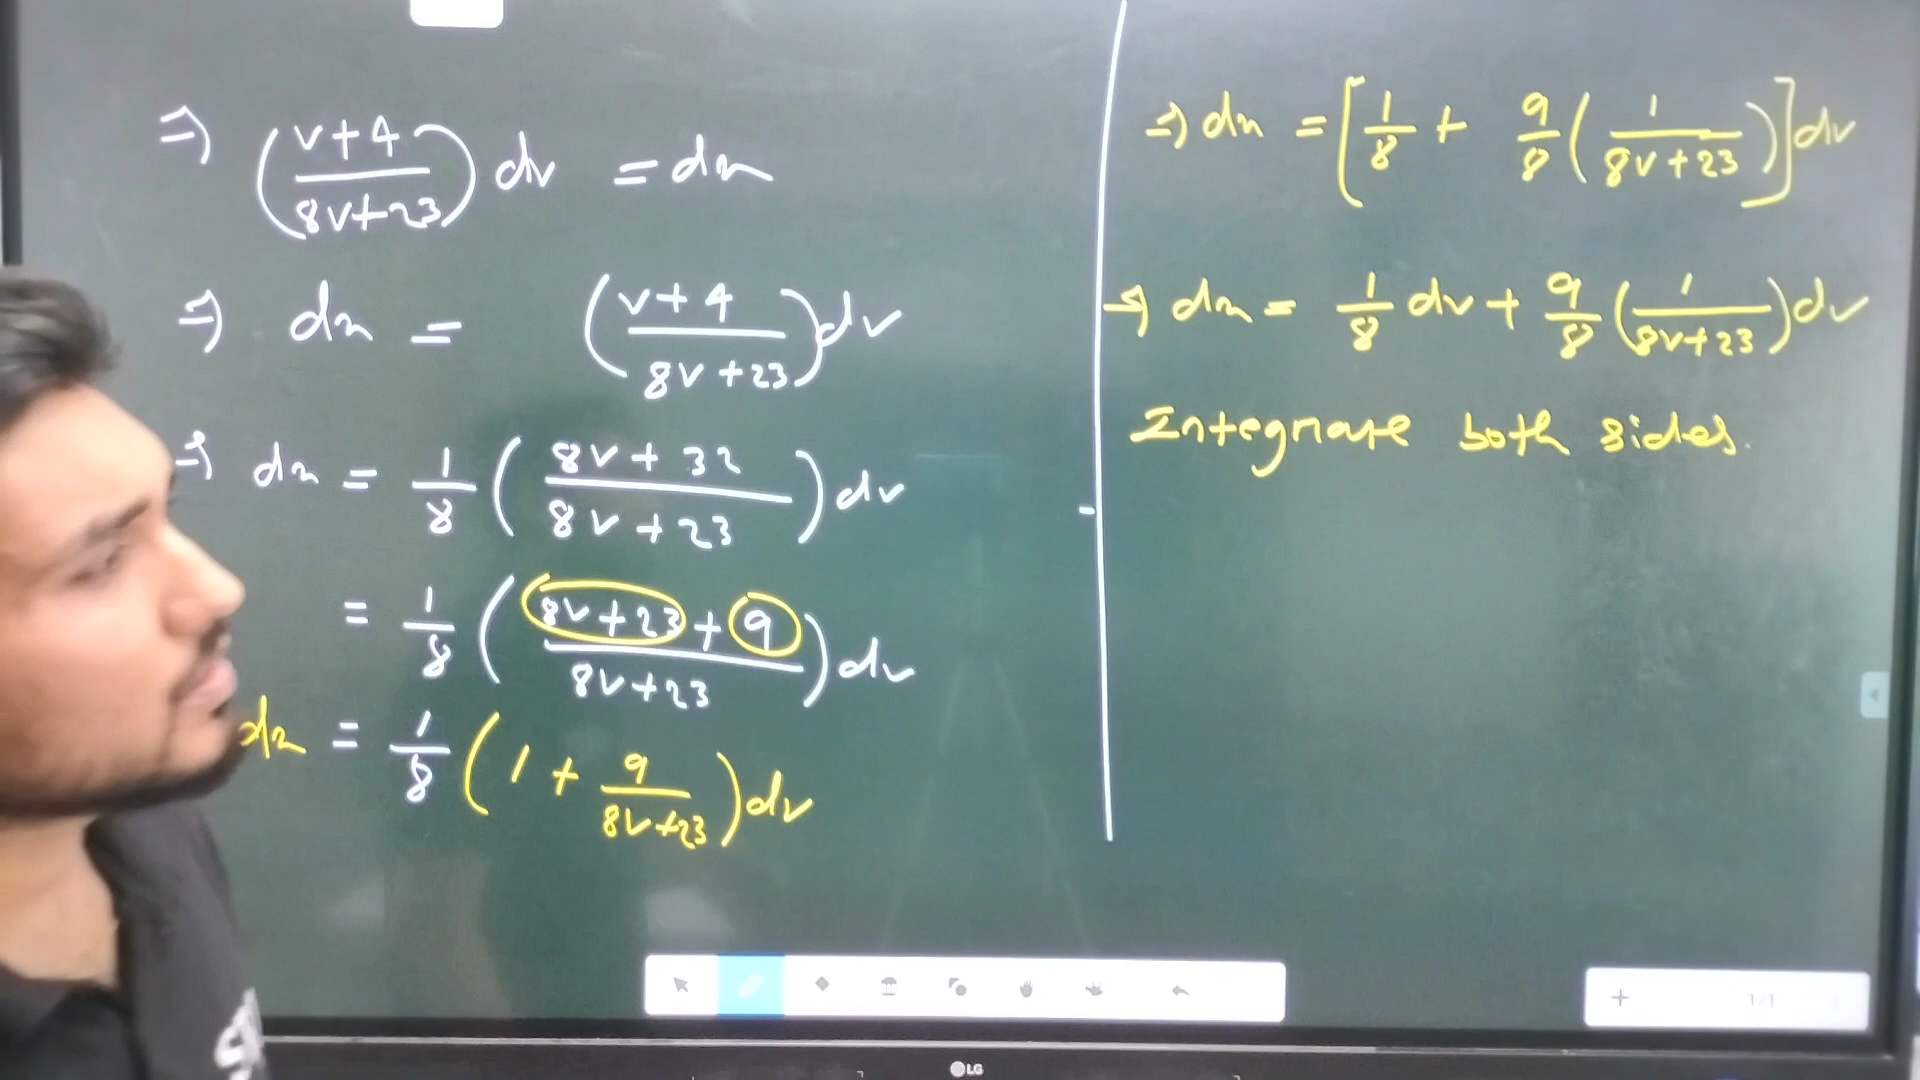 ⇒ ((v+4)/(8v+23)) dv = dx
⇒ dx = ((v+4)/(8v+23)) dv
⇒ dx = 1/8 ((8v+32)/(8v+23)) dv
= 1/8 ((8v+23+9)/(8v+23)) dv
dx = 1/8 (1 + 9/(8v+23)) dv
⇒ dx = [1/8 + 9/8 (1/(8v+23))] dv
⇒ dx = 1/8 dv + 9/8 (1/(8v+23)) dv
Integrate both sides.
1/1
LG